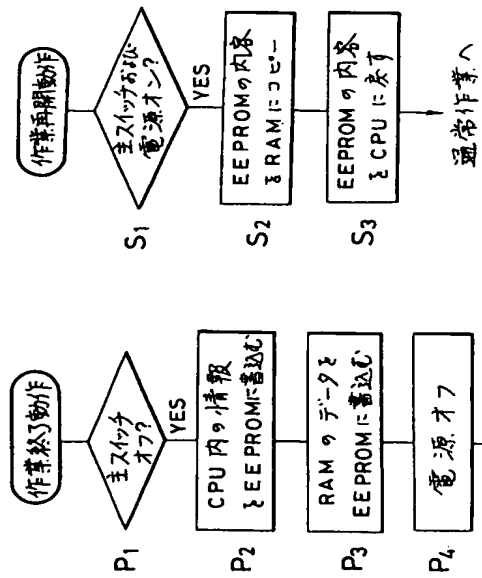 作業終了動作
P1
主スイッチ
オフ?
YES
P2
CPU内の情報
をEEPROMに書込む
P3
RAMのデータを
EEPROMに書込む
P4
電源オフ
作業再開動作
S1
主スイッチおよび
電源オン?
YES
S2
EEPROMの内容
をRAMにコピー
S3
EEPROMの内容
をCPUに戻す
通常作業へ